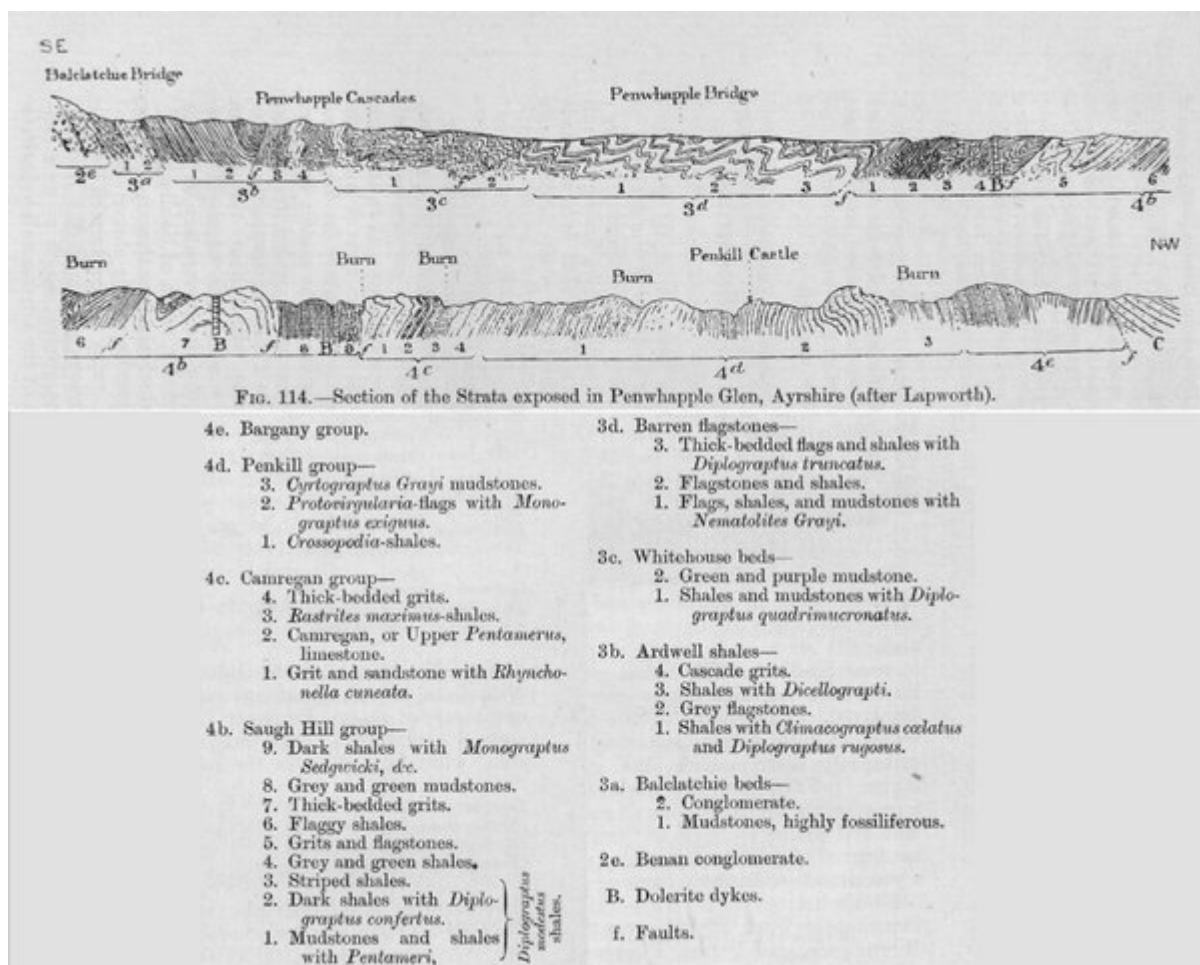 SE
Balclatchie Bridge
Penwhapple Cascades
Penwhapple Bridge
2e 1 2 1 2 f 3 4 1 f 2 1 2 3 f 1 2 3 4 B f 5 6
3a 3b 3c 3d 4b
NW
Burn Burn Burn Burn Penkill Castle Burn
6 f 7 B f 8 B 9 f 1 2 3 4 1 2 3 f C
4b 4c 4d 4e
FIG. 114.—Section of the Strata exposed in Penwhapple Glen, Ayrshire (after Lapworth).
4e. Bargany group.
4d. Penkill group—
3. Cyrtograptus Grayi mudstones.
2. Protovirgularia-flags with Mono-
graptus exiguus.
1. Crossopodia-shales.
4c. Camregan group—
4. Thick-bedded grits.
3. Rastrites maximus-shales.
2. Camregan, or Upper Pentamerus,
limestone.
1. Grit and sandstone with Rhyncho-
nella cuneata.
4b. Saugh Hill group—
9. Dark shales with Monograptus
Sedgwicki, &c.
8. Grey and green mudstones.
7. Thick-bedded grits.
6. Flaggy shales.
5. Grits and flagstones.
4. Grey and green shales.
3. Striped shales.
2. Dark shales with Diplo-
graptus confertus.
1. Mudstones and shales
with Pentameri,
Diplograptus
modestus
shales.
3d. Barren flagstones—
3. Thick-bedded flags and shales with
Diplograptus truncatus.
2. Flagstones and shales.
1. Flags, shales, and mudstones with
Nematolites Grayi.
3c. Whitehouse beds—
2. Green and purple mudstone.
1. Shales and mudstones with Diplo-
graptus quadrimucronatus.
3b. Ardwell shales—
4. Cascade grits.
3. Shales with Dicellograpti.
2. Grey flagstones.
1. Shales with Climacograptus cælatus
and Diplograptus rugosus.
3a. Balclatchie beds—
2. Conglomerate.
1. Mudstones, highly fossiliferous.
2e. Benan conglomerate.
B. Dolerite dykes.
f. Faults.